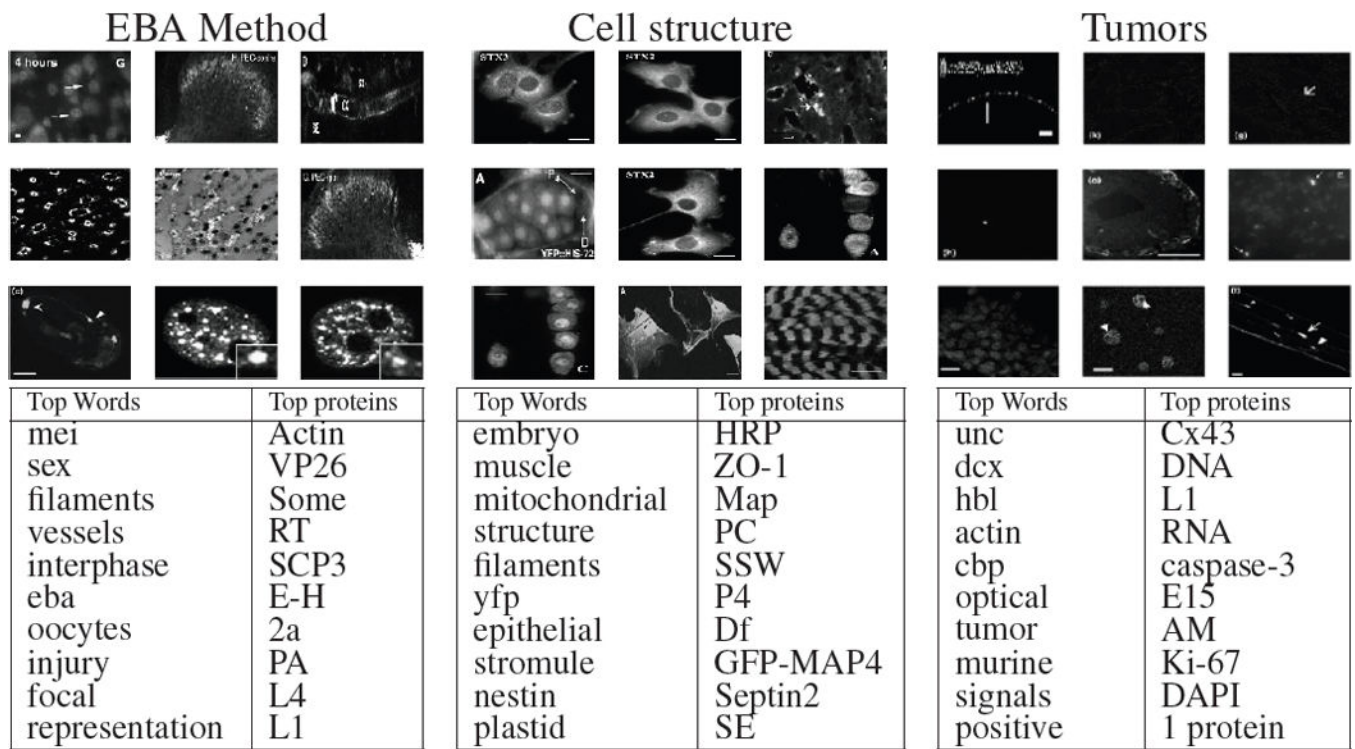 EBA Method
Cell structure
Tumors
4 hours
G
STX3
STX2
A
YFP::HIS-72
STX2
A
C
A
Top Words Top proteins
mei Actin
sex VP26
filaments Some
vessels RT
interphase SCP3
eba E-H
oocytes 2a
injury PA
focal L4
representation L1
Top Words Top proteins
embryo HRP
muscle ZO-1
mitochondrial Map
structure PC
filaments SSW
yfp P4
epithelial Df
stromule GFP-MAP4
nestin Septin2
plastid SE
Top Words Top proteins
unc Cx43
dcx DNA
hbl L1
actin RNA
cbp caspase-3
optical E15
tumor AM
murine Ki-67
signals DAPI
positive 1 protein